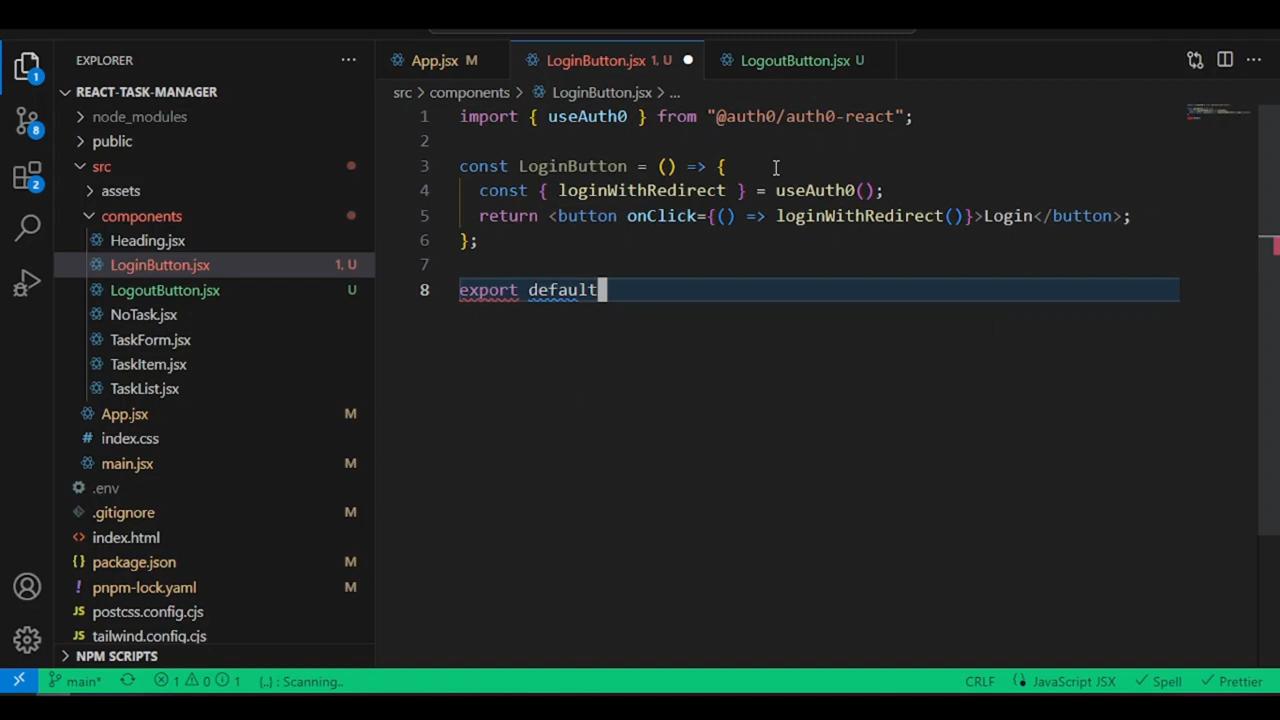 EXPLORER
App.jsx M
LoginButton.jsx 1, U
LogoutButton.jsx U
REACT-TASK-MANAGER
src > components > LoginButton.jsx > ...
node_modules
public
src
assets
components
Heading.jsx
LoginButton.jsx 1, U
LogoutButton.jsx U
NoTask.jsx
TaskForm.jsx
TaskItem.jsx
TaskList.jsx
App.jsx M
index.css
main.jsx M
.env
.gitignore M
index.html
package.json M
pnpm-lock.yaml M
postcss.config.cjs
tailwind.config.cjs
NPM SCRIPTS
1 import { useAuth0 } from "@auth0/auth0-react";
2
3 const LoginButton = () => {
4 const { loginWithRedirect } = useAuth0();
5 return <button onClick={() => loginWithRedirect()}>Login</button>;
6 };
7
8 export default
1
8
2
main* 1 0 1 {..} : Scanning.. CRLF JavaScript JSX Spell Prettier